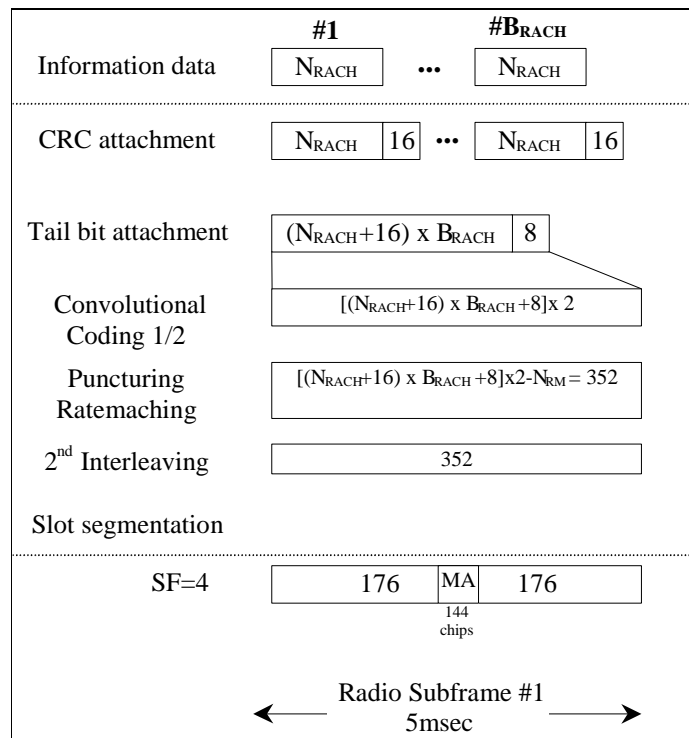 #1 #BRACH
Information data NRACH ... NRACH
CRC attachment NRACH 16 ... NRACH 16
Tail bit attachment (NRACH+16) x BRACH 8
Convolutional
Coding 1/2
[(NRACH+16) x BRACH +8]x 2
Puncturing
Ratemaching
[(NRACH+16) x BRACH +8]x2-NRM = 352
2nd Interleaving 352
Slot segmentation
SF=4 176 MA 176
144
chips
Radio Subframe #1
5msec